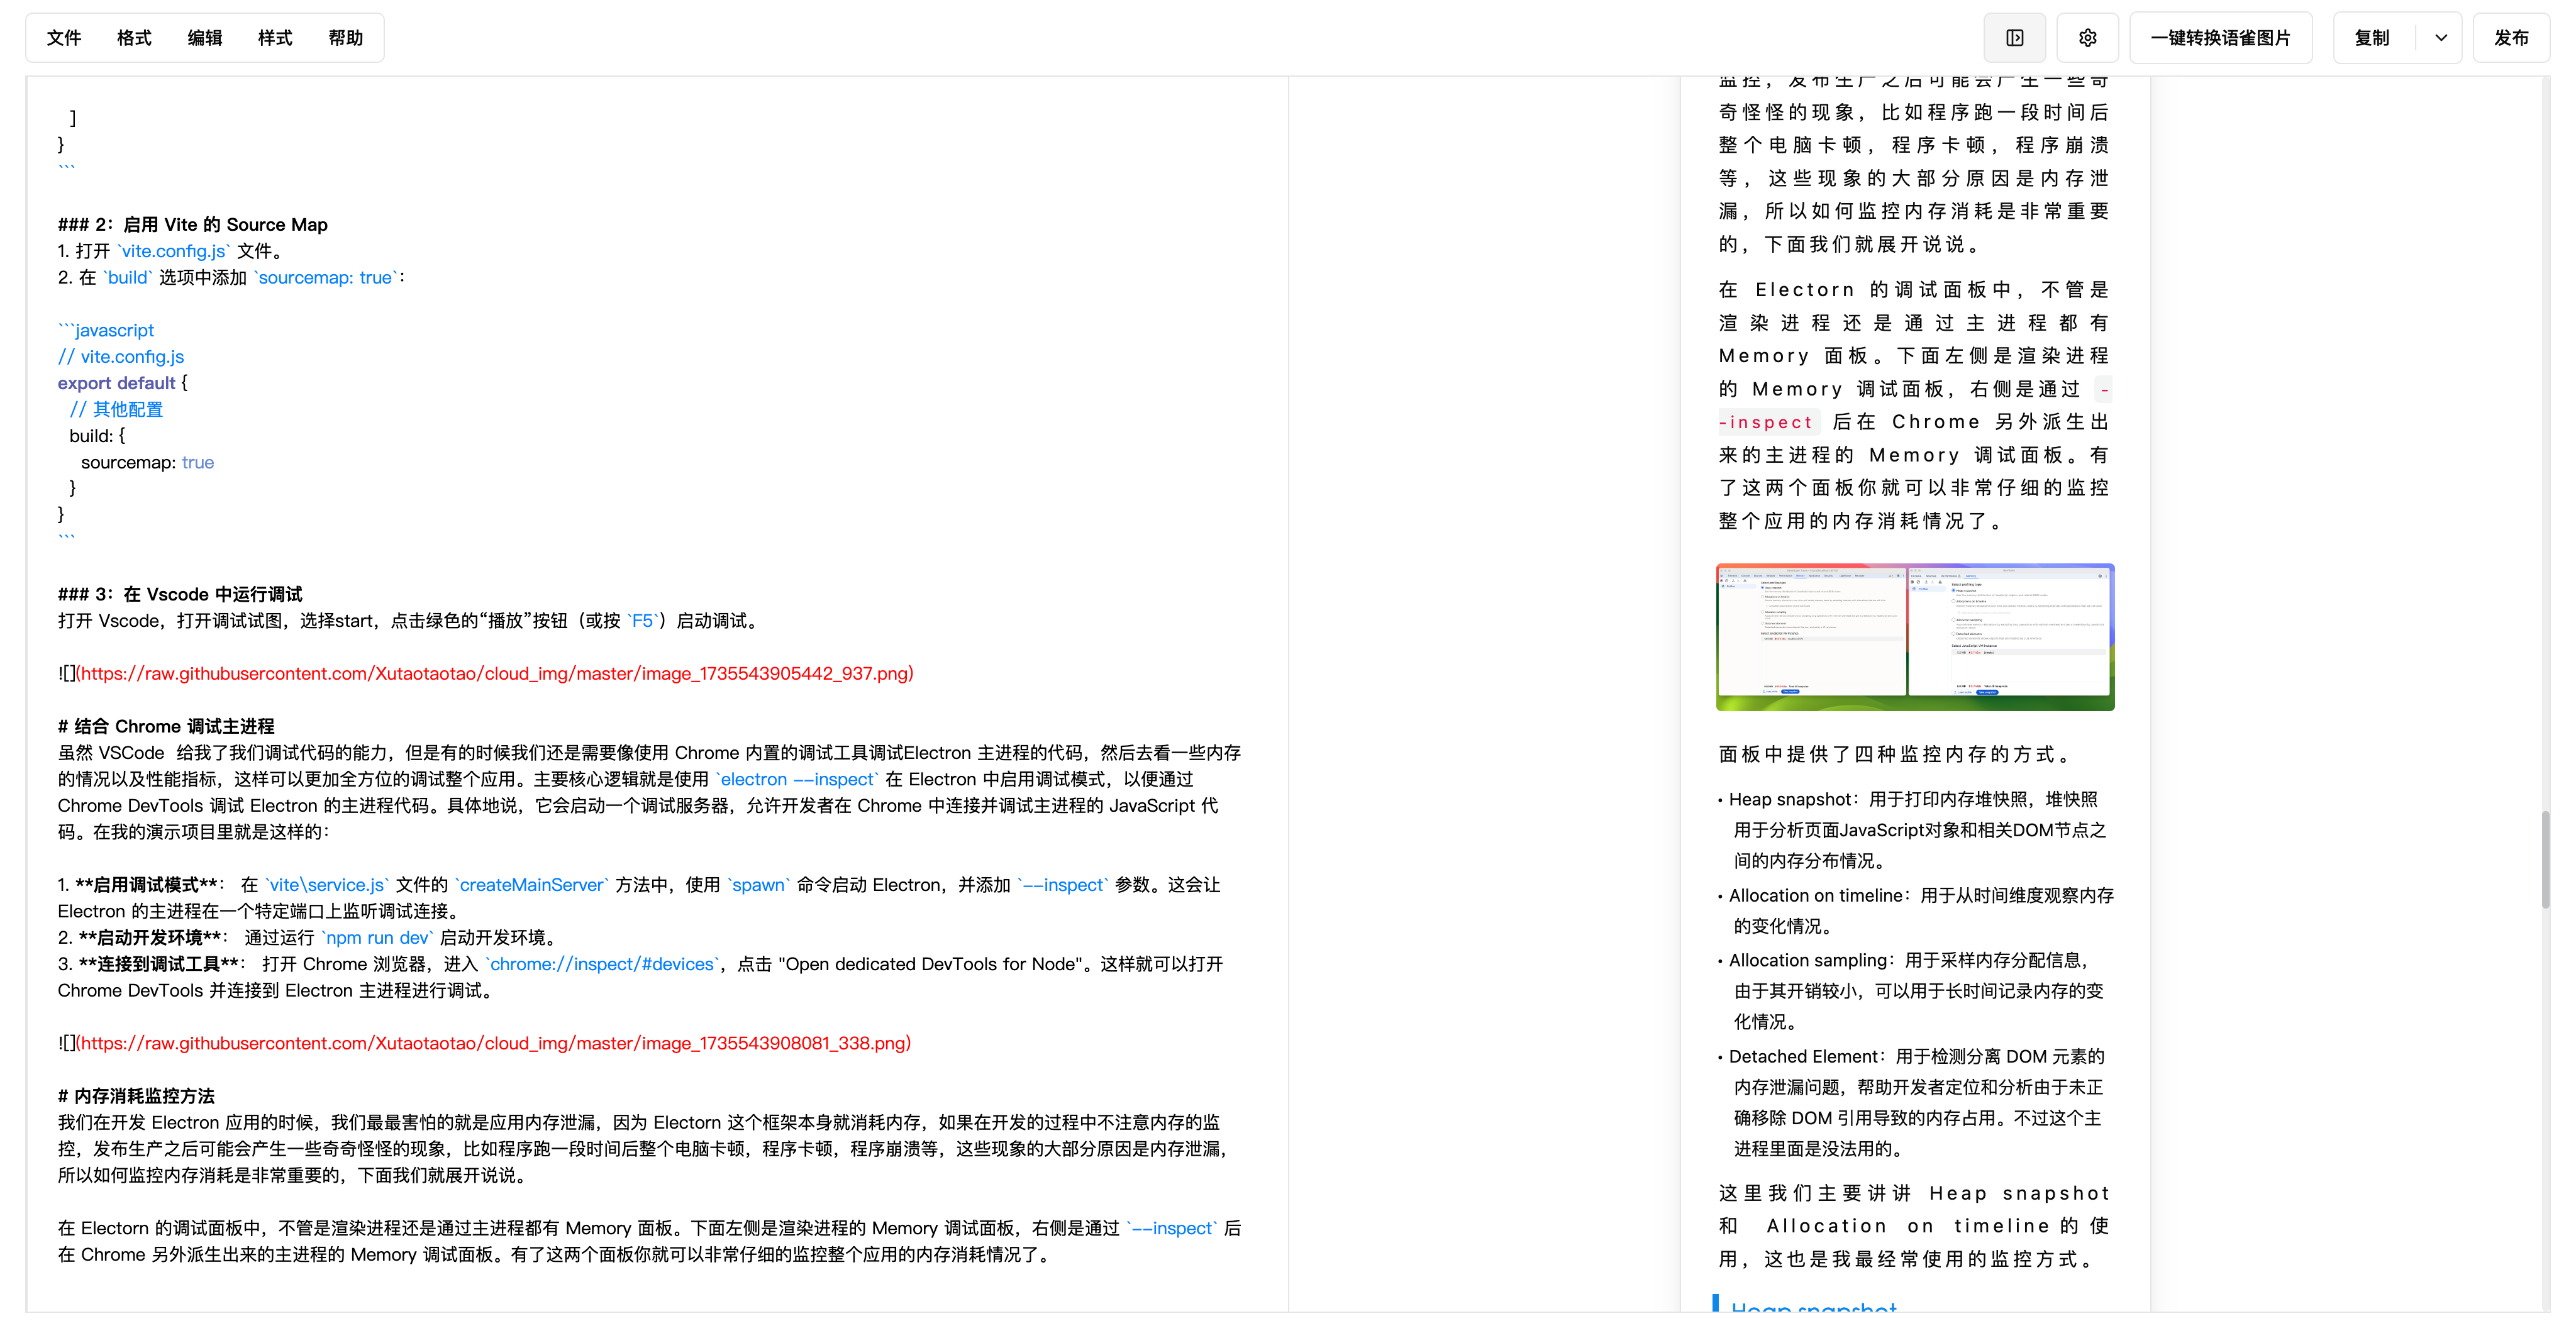 文件 格式 编辑 样式 帮助
一键转换语雀图片 复制 发布
]
}
```
### 2：启用 Vite 的 Source Map
1. 打开 `vite.config.js` 文件。
2. 在 `build` 选项中添加 `sourcemap: true`：
```javascript
// vite.config.js
export default {
// 其他配置
build: {
sourcemap: true
}
}
```
### 3：在 Vscode 中运行调试
打开 Vscode，打开调试试图，选择start，点击绿色的“播放”按钮（或按 `F5`）启动调试。
![](https://raw.githubusercontent.com/Xutaotaotao/cloud_img/master/image_1735543905442_937.png)
# 结合 Chrome 调试主进程
虽然 VSCode  给我了我们调试代码的能力，但是有的时候我们还是需要像使用 Chrome 内置的调试工具调试Electron 主进程的代码，然后去看一些内存
的情况以及性能指标，这样可以更加全方位的调试整个应用。主要核心逻辑就是使用 `electron --inspect` 在 Electron 中启用调试模式，以便通过
Chrome DevTools 调试 Electron 的主进程代码。具体地说，它会启动一个调试服务器，允许开发者在 Chrome 中连接并调试主进程的 JavaScript 代
码。在我的演示项目里就是这样的：
1. **启用调试模式**： 在 `vite\service.js` 文件的 `createMainServer` 方法中，使用 `spawn` 命令启动 Electron，并添加 `--inspect` 参数。这会让
Electron 的主进程在一个特定端口上监听调试连接。
2. **启动开发环境**： 通过运行 `npm run dev` 启动开发环境。
3. **连接到调试工具**： 打开 Chrome 浏览器，进入 `chrome://inspect/#devices`，点击 "Open dedicated DevTools for Node"。这样就可以打开
Chrome DevTools 并连接到 Electron 主进程进行调试。
![](https://raw.githubusercontent.com/Xutaotaotao/cloud_img/master/image_1735543908081_338.png)
# 内存消耗监控方法
我们在开发 Electron 应用的时候，我们最最害怕的就是应用内存泄漏，因为 Electorn 这个框架本身就消耗内存，如果在开发的过程中不注意内存的监
控，发布生产之后可能会产生一些奇奇怪怪的现象，比如程序跑一段时间后整个电脑卡顿，程序卡顿，程序崩溃等，这些现象的大部分原因是内存泄漏，
所以如何监控内存消耗是非常重要的，下面我们就展开说说。
在 Electorn 的调试面板中，不管是渲染进程还是通过主进程都有 Memory 面板。下面左侧是渲染进程的 Memory 调试面板，右侧是通过 `--inspect` 后
在 Chrome 另外派生出来的主进程的 Memory 调试面板。有了这两个面板你就可以非常仔细的监控整个应用的内存消耗情况了。
监控，发布生产之后可能会产生一些奇
奇怪怪的现象，比如程序跑一段时间后
整个电脑卡顿，程序卡顿，程序崩溃
等，这些现象的大部分原因是内存泄
漏，所以如何监控内存消耗是非常重要
的，下面我们就展开说说。
在 Electorn 的调试面板中，不管是
渲染进程还是通过主进程都有
Memory 面板。下面左侧是渲染进程
的 Memory 调试面板，右侧是通过 -
-inspect 后在 Chrome 另外派生出
来的主进程的 Memory 调试面板。有
了这两个面板你就可以非常仔细的监控
整个应用的内存消耗情况了。
面板中提供了四种监控内存的方式。
• Heap snapshot：用于打印内存堆快照，堆快照
用于分析页面JavaScript对象和相关DOM节点之
间的内存分布情况。
• Allocation on timeline：用于从时间维度观察内存
的变化情况。
• Allocation sampling：用于采样内存分配信息，
由于其开销较小，可以用于长时间记录内存的变
化情况。
• Detached Element：用于检测分离 DOM 元素的
内存泄漏问题，帮助开发者定位和分析由于未正
确移除 DOM 引用导致的内存占用。不过这个主
进程里面是没法用的。
这里我们主要讲讲 Heap snapshot
和 Allocation on timeline 的使
用，这也是我最经常使用的监控方式。
Heap snapshot